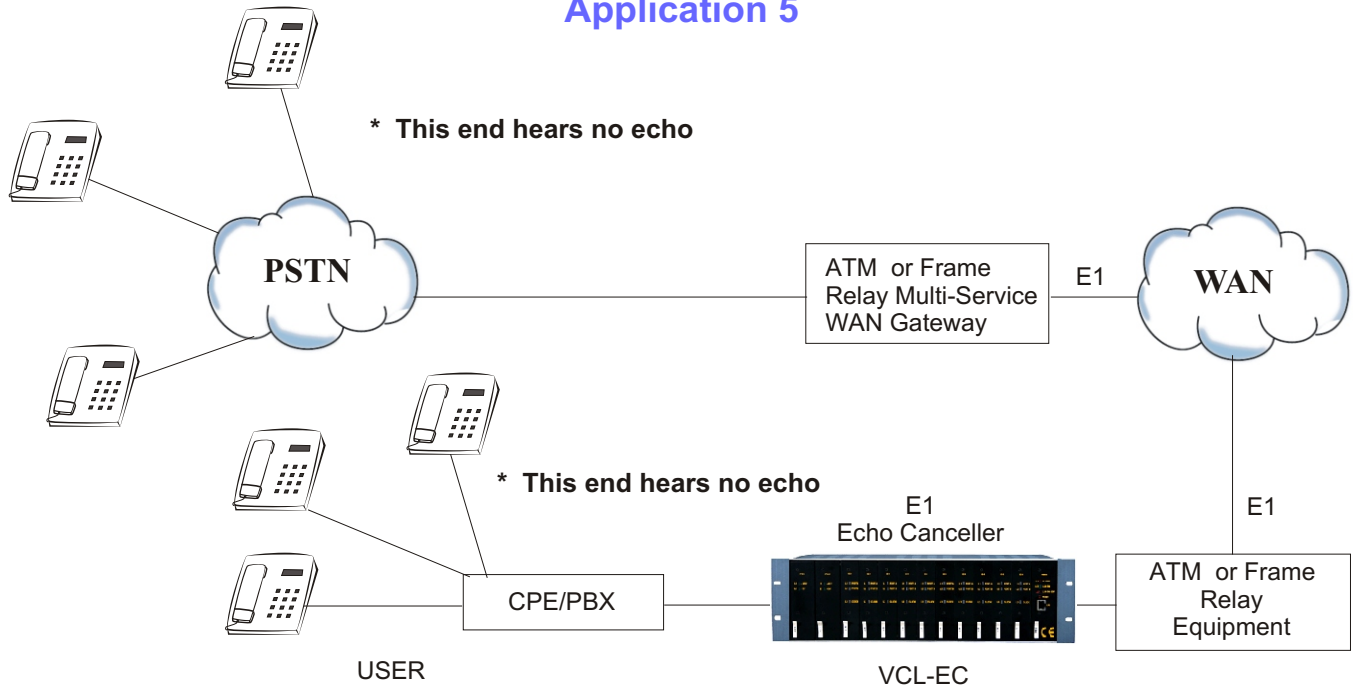 Application 5
* This end hears no echo
PSTN
ATM or Frame
Relay Multi-Service
WAN Gateway
E1
WAN
* This end hears no echo
E1
Echo Canceller
E1
CPE/PBX
ATM or Frame
Relay
Equipment
USER
VCL-EC